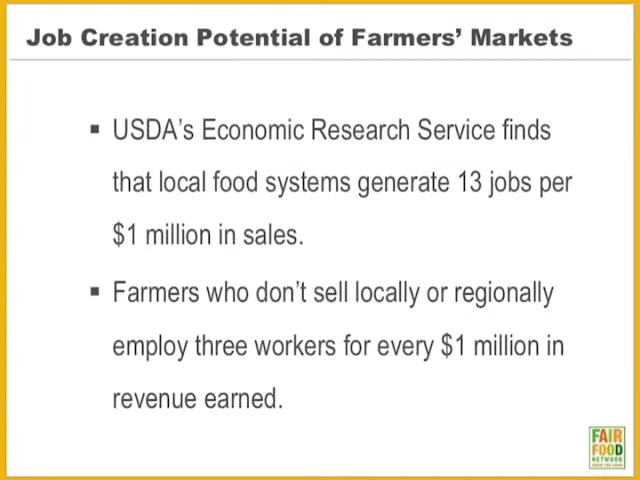 Job Creation Potential of Farmers' Markets
▪ USDA's Economic Research Service finds
that local food systems generate 13 jobs per
$1 million in sales.
▪ Farmers who don't sell locally or regionally
employ three workers for every $1 million in
revenue earned.
FAIR
FOOD
NETWORK